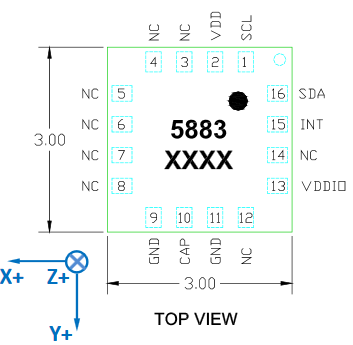 NC NC VDD SCL
4 3 2 1
NC 5 16 SDA
NC 6 15 INT
3.00
5883
XXXX
NC 7 14 NC
NC 8 13 VDDIO
9 10 11 12
GND CAP GND NC
X+ Z+
3.00
Y+
TOP VIEW